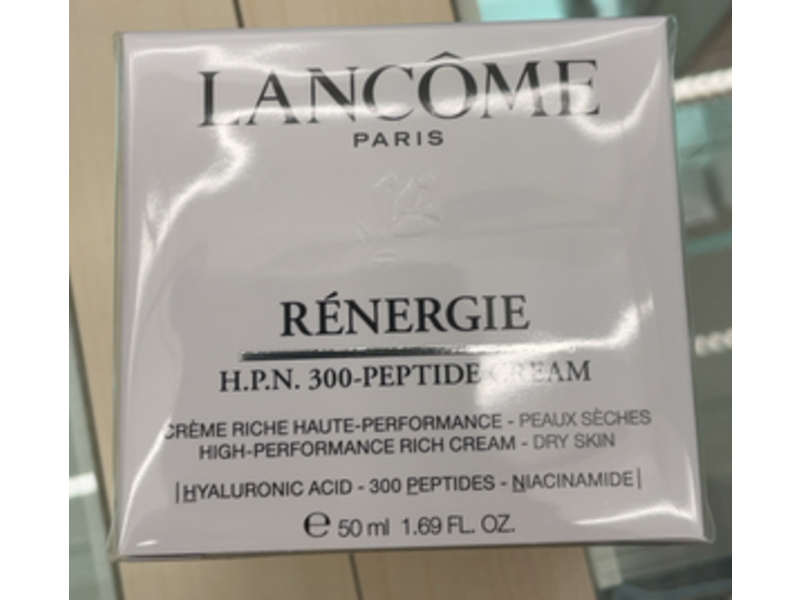 LANCÔME
PARIS
RÉNERGIE
H.P.N. 300-PEPTIDE CREAM
CRÈME RICHE HAUTE-PERFORMANCE - PEAUX SÈCHES
HIGH-PERFORMANCE RICH CREAM - DRY SKIN
|HYALURONIC ACID - 300 PEPTIDES - NIACINAMIDE|
℮ 50 ml 1.69 FL. OZ.